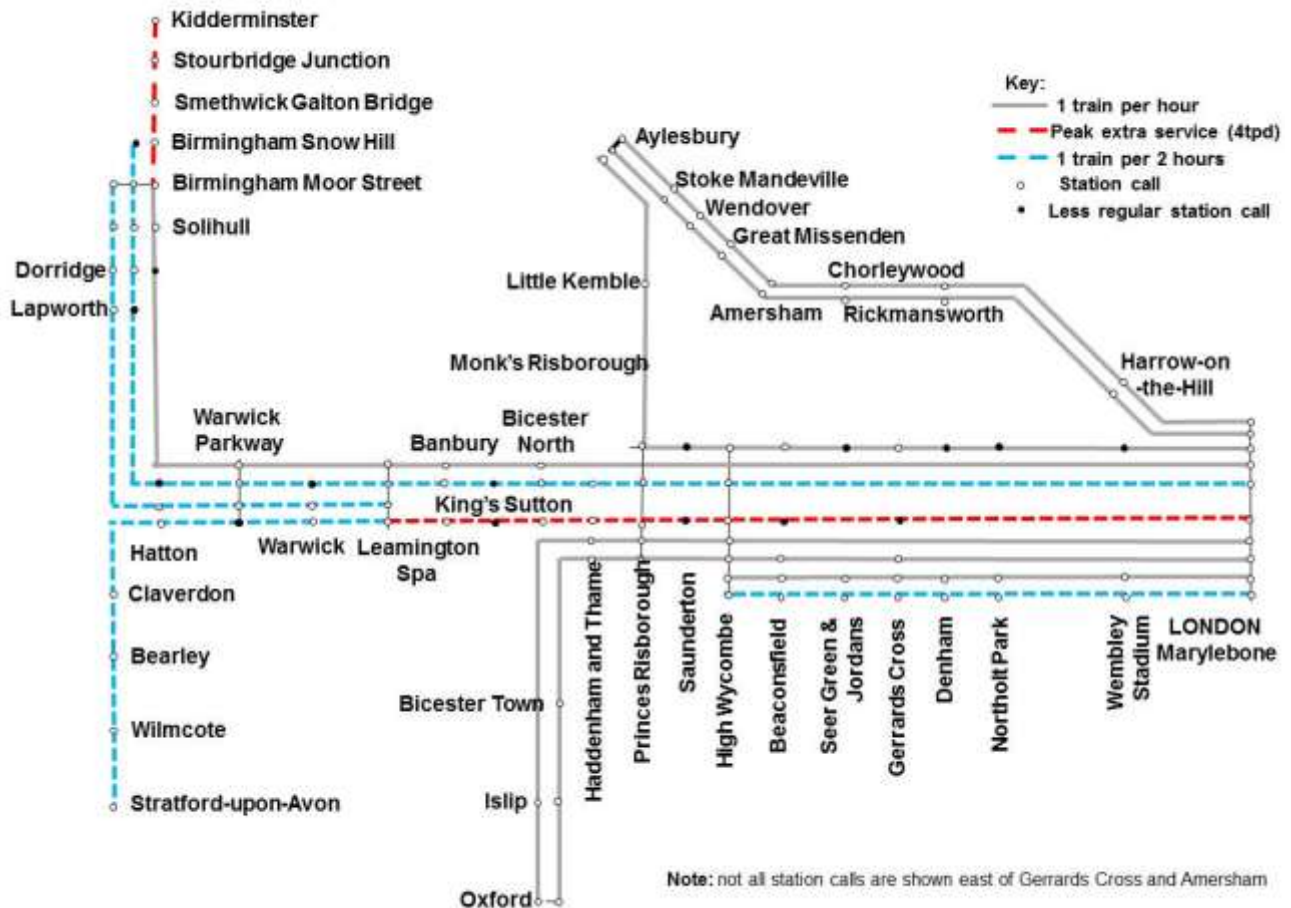 Kidderminster
Stourbridge Junction
Smethwick Galton Bridge
Birmingham Snow Hill
Birmingham Moor Street
Solihull
Dorridge
Lapworth
Key:
1 train per hour
Peak extra service (4tpd)
1 train per 2 hours
Station call
Less regular station call
Aylesbury
Stoke Mandeville
Wendover
Great Missenden
Little Kemble
Chorleywood
Amersham
Rickmansworth
Monk's Risborough
Harrow-on
-the-Hill
Warwick
Parkway
Banbury
Bicester
North
King's Sutton
Hatton
Warwick
Leamington
Spa
Claverdon
Bearley
Wilmcote
Stratford-upon-Avon
Bicester Town
Islip
Oxford
Haddenham and Thame
Princes Risborough
Saunderton
High Wycombe
Beaconsfield
Seer Green &
Jordans
Gerrards Cross
Denham
Northolt Park
Wembley
Stadium
LONDON
Marylebone
Note: not all station calls are shown east of Gerrards Cross and Amersham